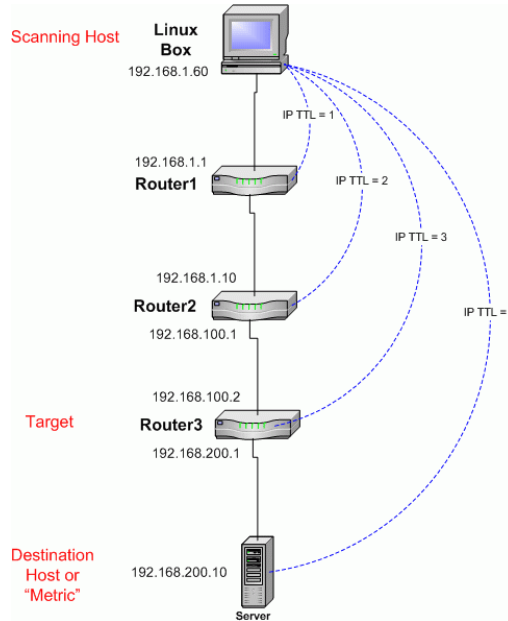 Scanning Host
Linux
Box
192.168.1.60
IP TTL = 1
192.168.1.1
Router1
IP TTL = 2
IP TTL = 3
192.168.1.10
Router2
IP TTL =
192.168.100.1
192.168.100.2
Target
Router3
192.168.200.1
Destination
Host or
“Metric”
192.168.200.10
Server